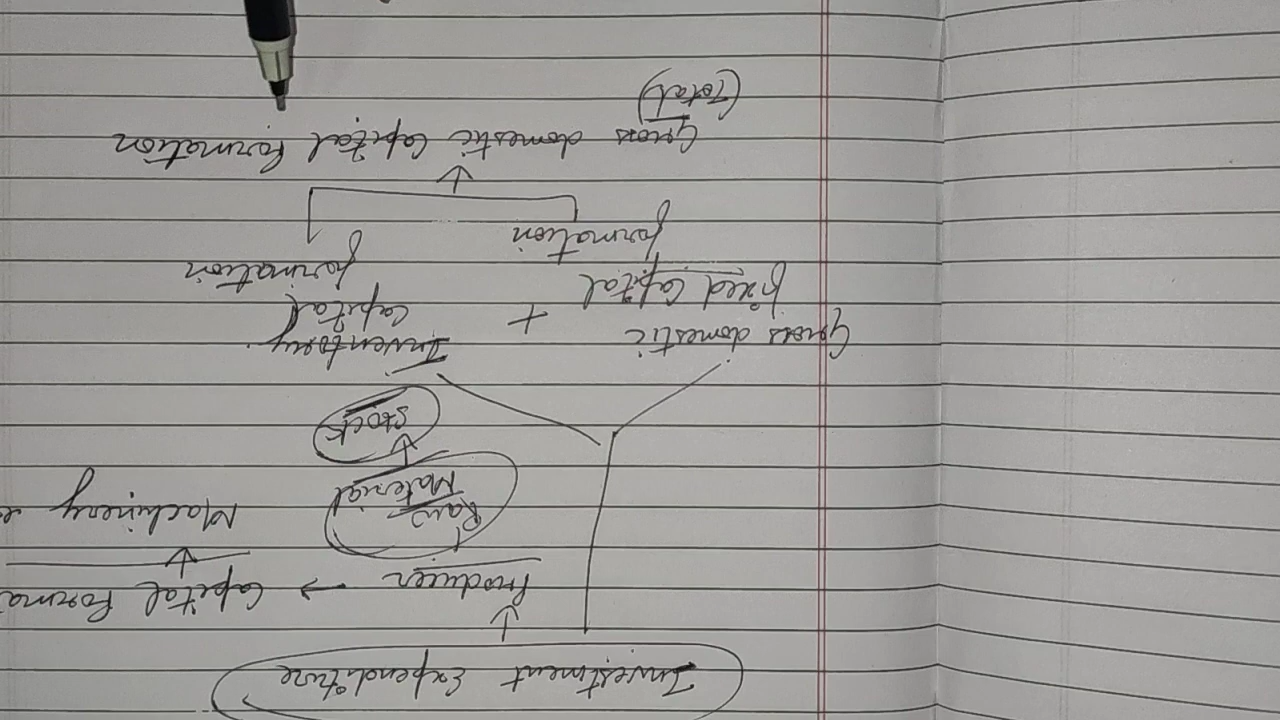 Investment Expenditure
↓
Producer → Capital Forma
↓
Raw
Material
Machinery
↓
Stock
Gross domestic
fixed Capital
formation
+
Inventory
Capital
formation
↓
Gross domestic Capital Formation
(Total)